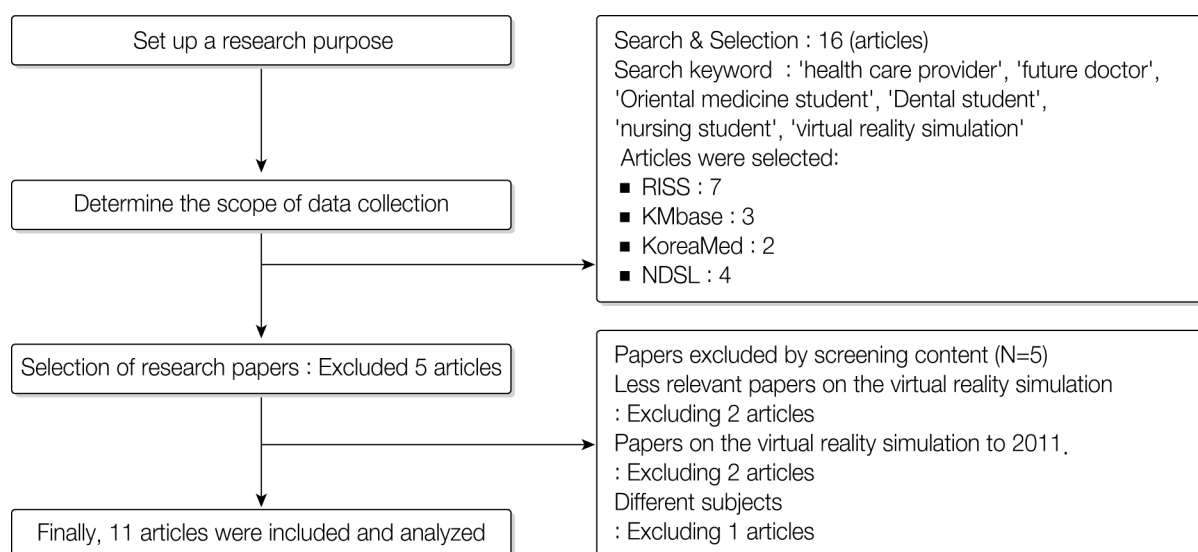 Set up a research purpose
Search & Selection : 16 (articles)
Search keyword : 'health care provider', 'future doctor',
'Oriental medicine student', 'Dental student',
'nursing student', 'virtual reality simulation'
Articles were selected:
■ RISS : 7
■ KMbase : 3
■ KoreaMed : 2
■ NDSL : 4
Determine the scope of data collection
Selection of research papers : Excluded 5 articles
Papers excluded by screening content (N=5)
Less relevant papers on the virtual reality simulation
: Excluding 2 articles
Papers on the virtual reality simulation to 2011.
: Excluding 2 articles
Different subjects
: Excluding 1 articles
Finally, 11 articles were included and analyzed